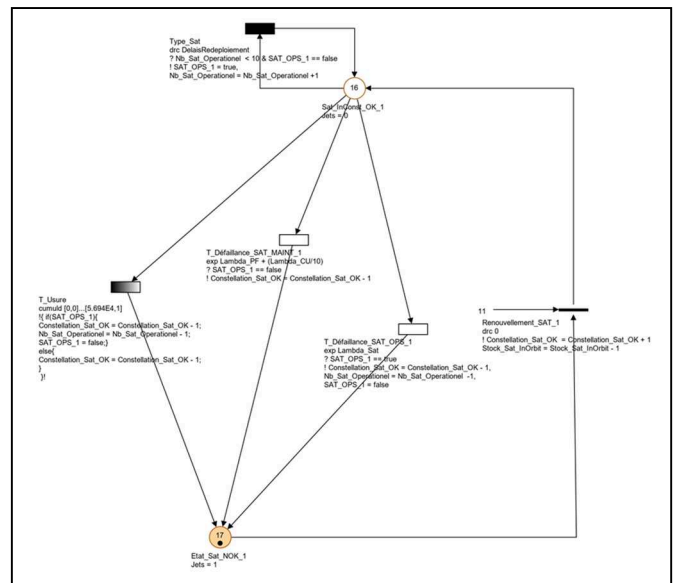 Type_Sat
drc DelaisRedeploiement
? Nb_Sat_Operationel < 10 & SAT_OPS_1 == false
! SAT_OPS_1 = true,
Nb_Sat_Operationel = Nb_Sat_Operationel +1
16
Sat_InConst_OK_1
Jets = 0
T_Défaillance_SAT_MAINT_1
exp Lambda_PF + (Lambda_CU/10)
? SAT_OPS_1 == false
! Constellation_Sat_OK = Constellation_Sat_OK - 1
T_Usure
cumuld [0,0]...[5.694E4,1]
!{ if(SAT_OPS_1){
Constellation_Sat_OK = Constellation_Sat_OK - 1;
Nb_Sat_Operationel = Nb_Sat_Operationel - 1;
SAT_OPS_1 = false;}
else{
Constellation_Sat_OK = Constellation_Sat_OK - 1;
}
}!
T_Défaillance_SAT_OPS_1
exp Lambda_Sat
? SAT_OPS_1 == true
! Constellation_Sat_OK = Constellation_Sat_OK - 1,
Nb_Sat_Operationel = Nb_Sat_Operationel -1,
SAT_OPS_1 = false
11
Renouvellement_SAT_1
drc 0
! Constellation_Sat_OK = Constellation_Sat_OK + 1
Stock_Sat_InOrbit = Stock_Sat_InOrbit - 1
17
Etat_Sat_NOK_1
Jets = 1